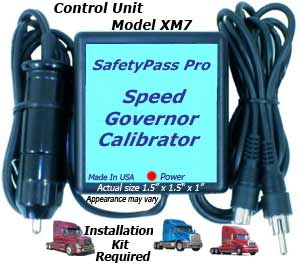 Control Unit
Model XM7
SafetyPass Pro
Speed
Governor
Calibrator
Made In USA
Power
Actual size 1.5" x 1.5" x 1"
Appearance may vary
Installation
Kit
Required